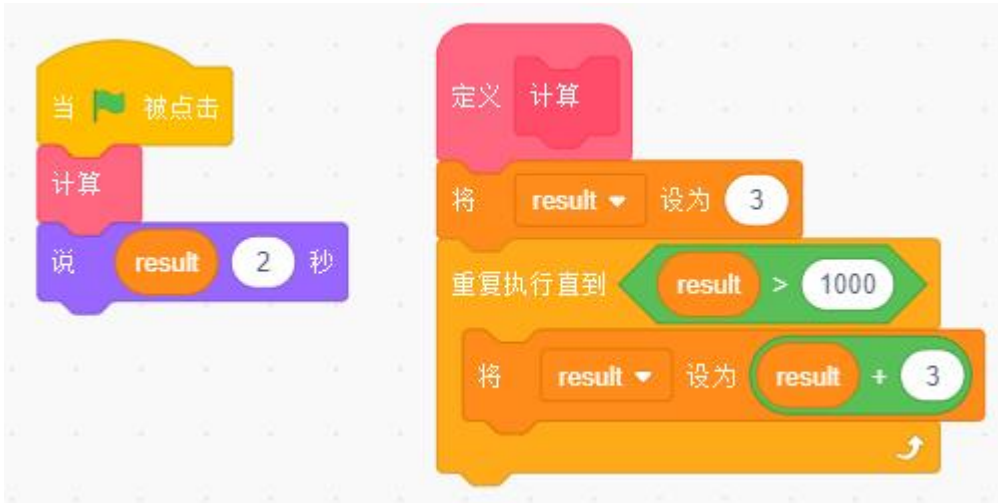 当 被点击
计算
说 result 2 秒
定义 计算
将 result 设为 3
重复执行直到 result > 1000
将 result 设为 result + 3